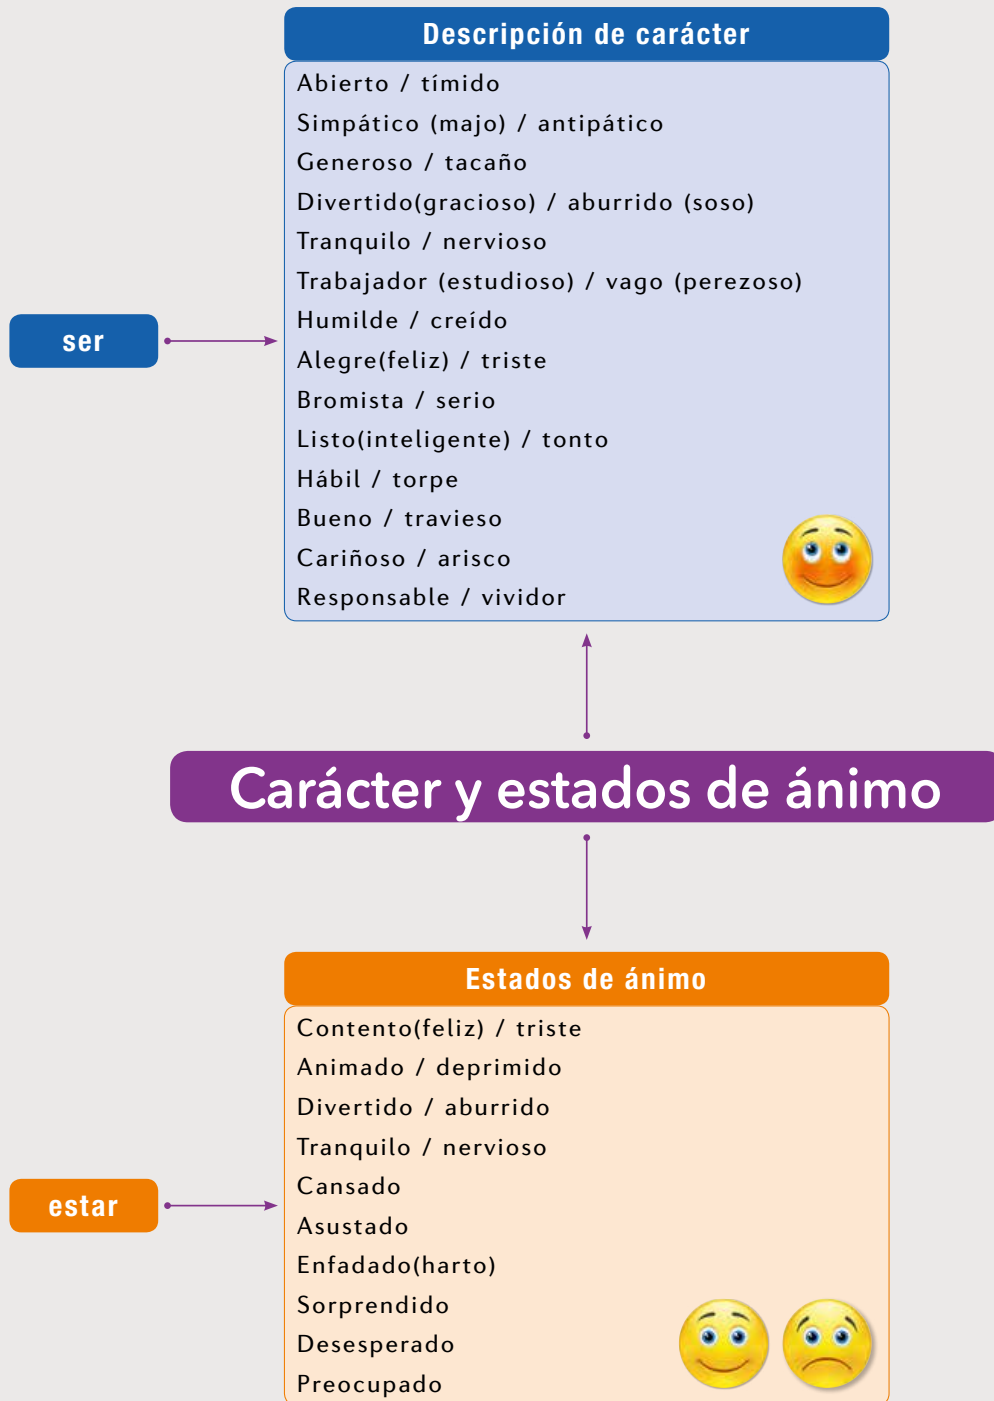 Descripción de carácter
Abierto / tímido
Simpático (majo) / antipático
Generoso / tacaño
Divertido(gracioso) / aburrido (soso)
Tranquilo / nervioso
Trabajador (estudioso) / vago (perezoso)
Humilde / creído
ser
Alegre(feliz) / triste
Bromista / serio
Listo(inteligente) / tonto
Hábil / torpe
Bueno / travieso
Cariñoso / arisco
Responsable / vividor
Carácter y estados de ánimo
Estados de ánimo
Contento(feliz) / triste
Animado / deprimido
Divertido / aburrido
Tranquilo / nervioso
Cansado
estar
Asustado
Enfadado(harto)
Sorprendido
Desesperado
Preocupado